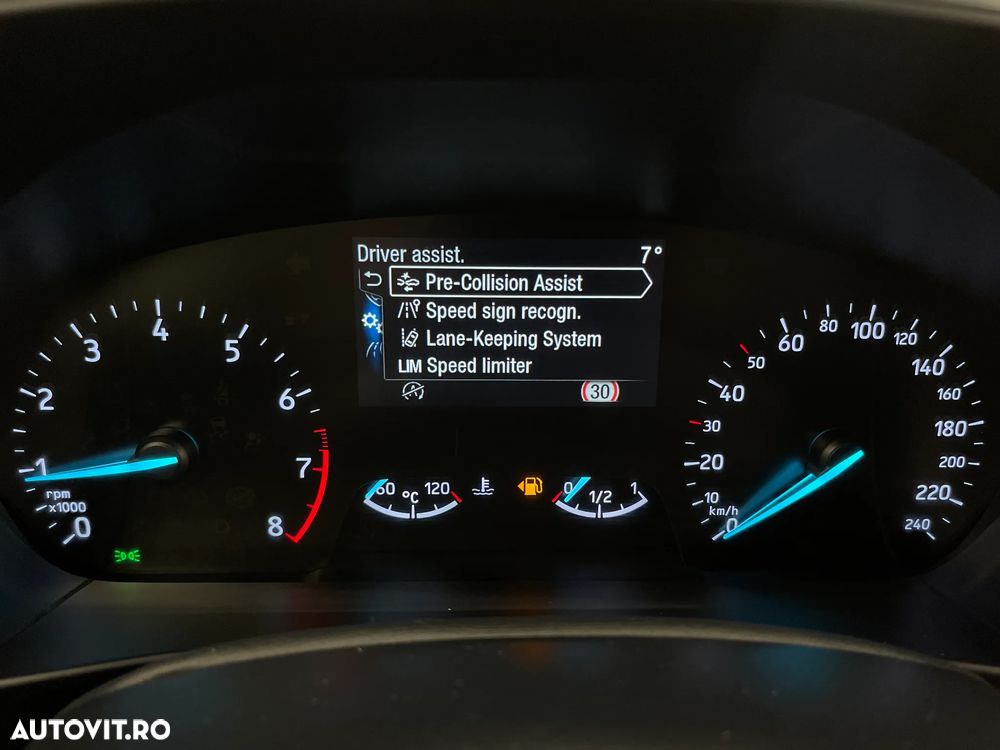 Driver assist. 7°
Pre-Collision Assist
Speed sign recogn.
Lane-Keeping System
LIM Speed limiter
30
0 1 2 3 4 5 6 7 8
rpm
x1000
60 °C 120
0 1/2 1
0 10 20 30 40 50 60 80 100 120 140 160 180 200 220 240
km/h
AUTOVIT.RO